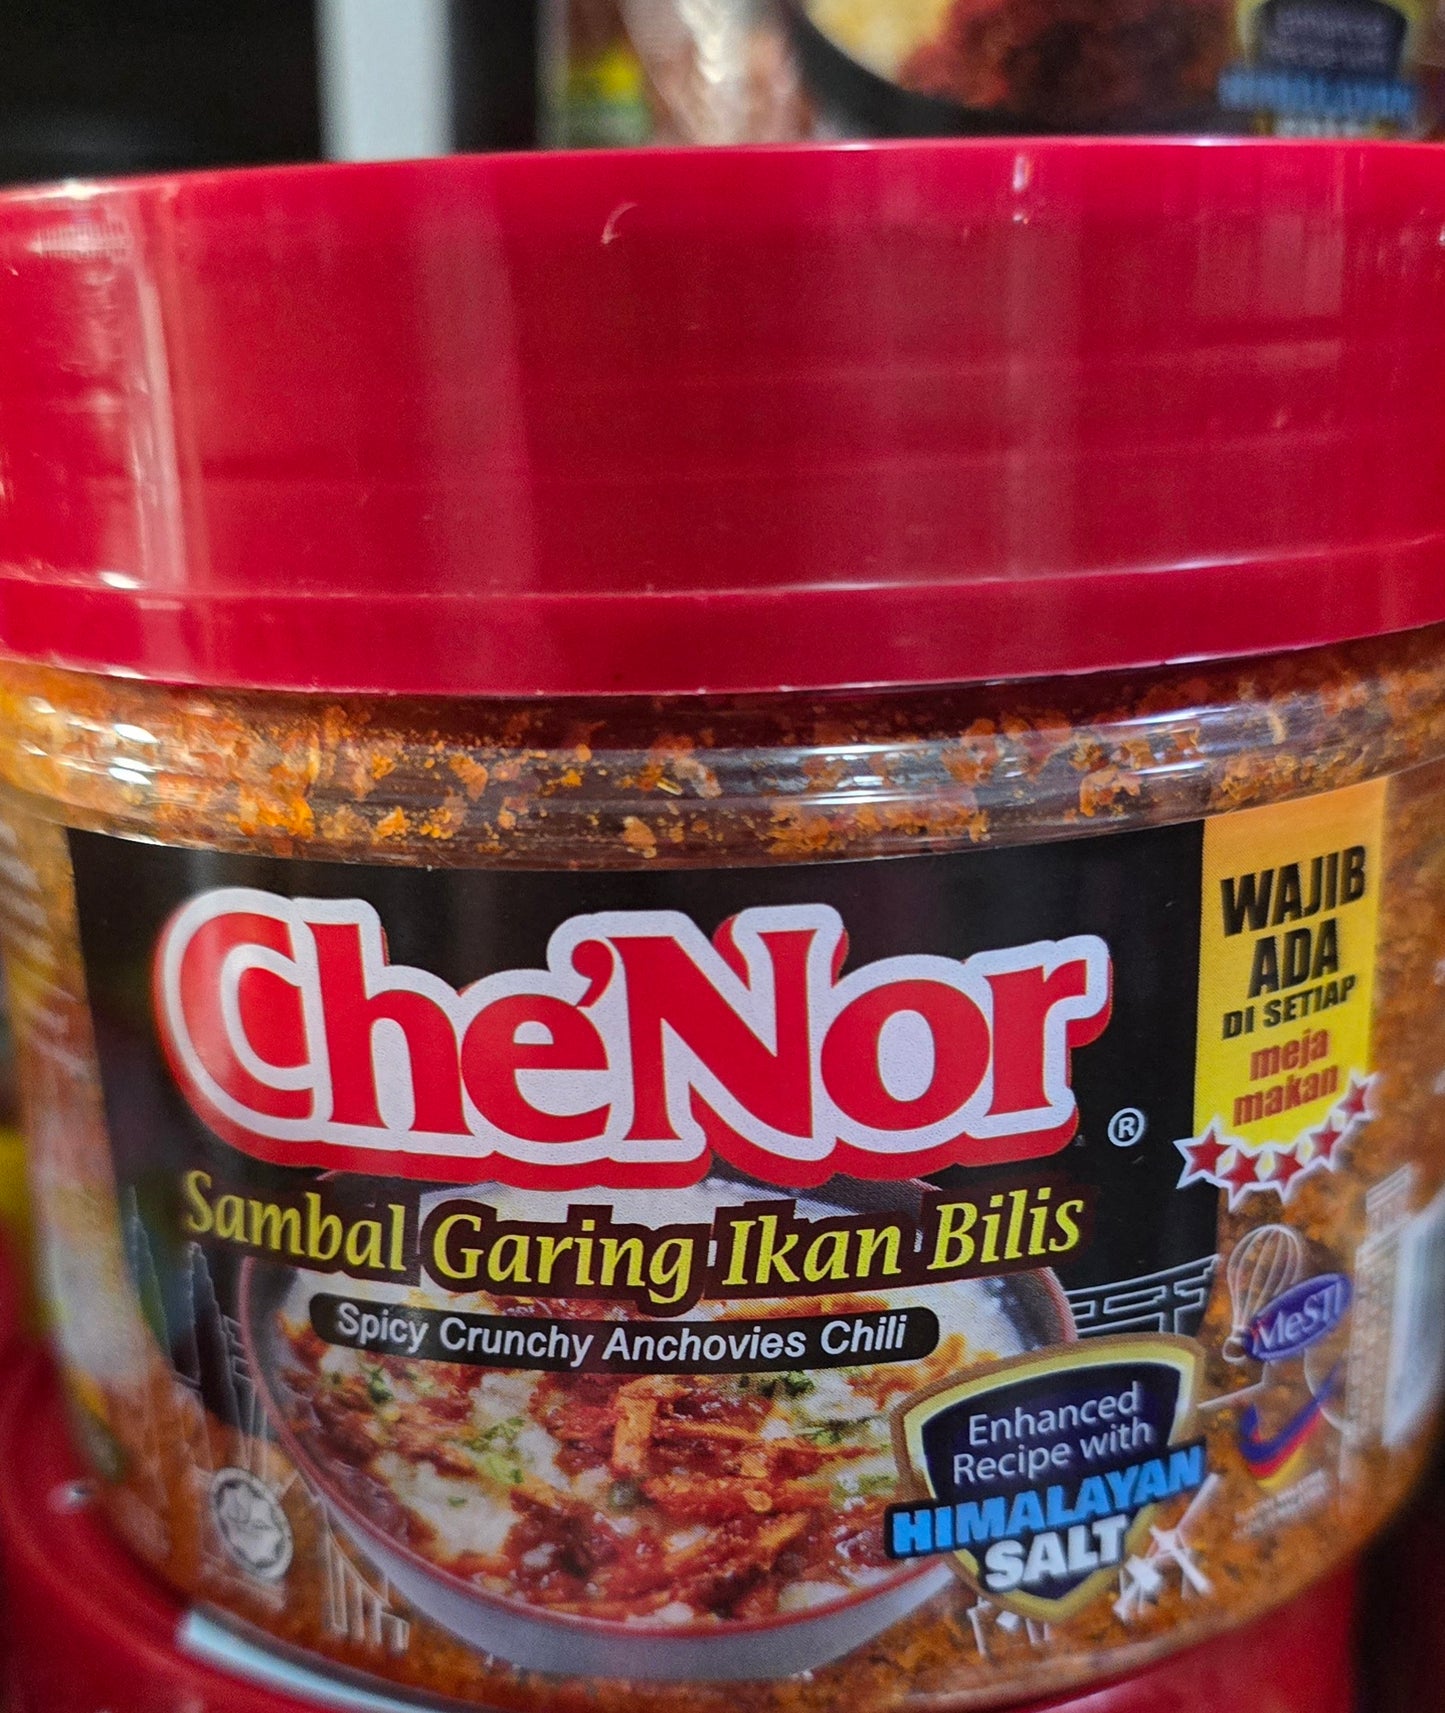 Che'Nor
®
Sambal Garing Ikan Bilis
Spicy Crunchy Anchovies Chili
WAJIB
ADA
DI SETIAP
meja
makan
MeSTI
Enhanced
Recipe with
HIMALAYAN
SALT
HIMALAYAN